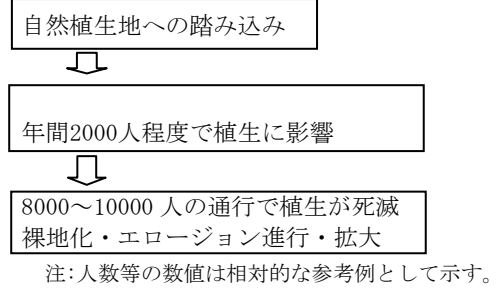 自然植生地への踏み込み
年間2000人程度で植生に影響
8000～10000 人の通行で植生が死滅
裸地化・エロージョン進行・拡大
注:人数等の数値は相対的な参考例として示す。